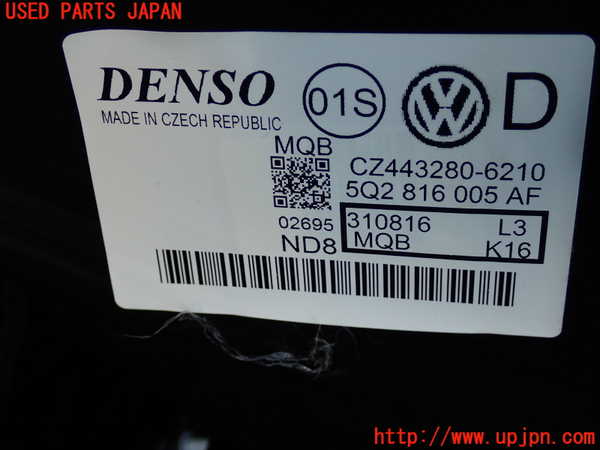 USED PARTS JAPAN
DENSO
MADE IN CZECH REPUBLIC
01S
VW
D
MQB
CZ443280-6210
5Q2 816 005 AF
02695
310816 L3
ND8
MQB K16
http://www.upjpn.com/